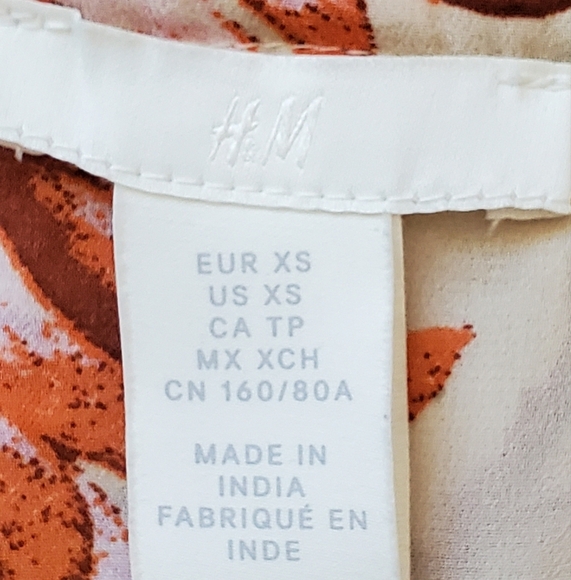 H&M
EUR XS
US XS
CA TP
MX XCH
CN 160/80A
MADE IN
INDIA
FABRIQUÉ EN
INDE